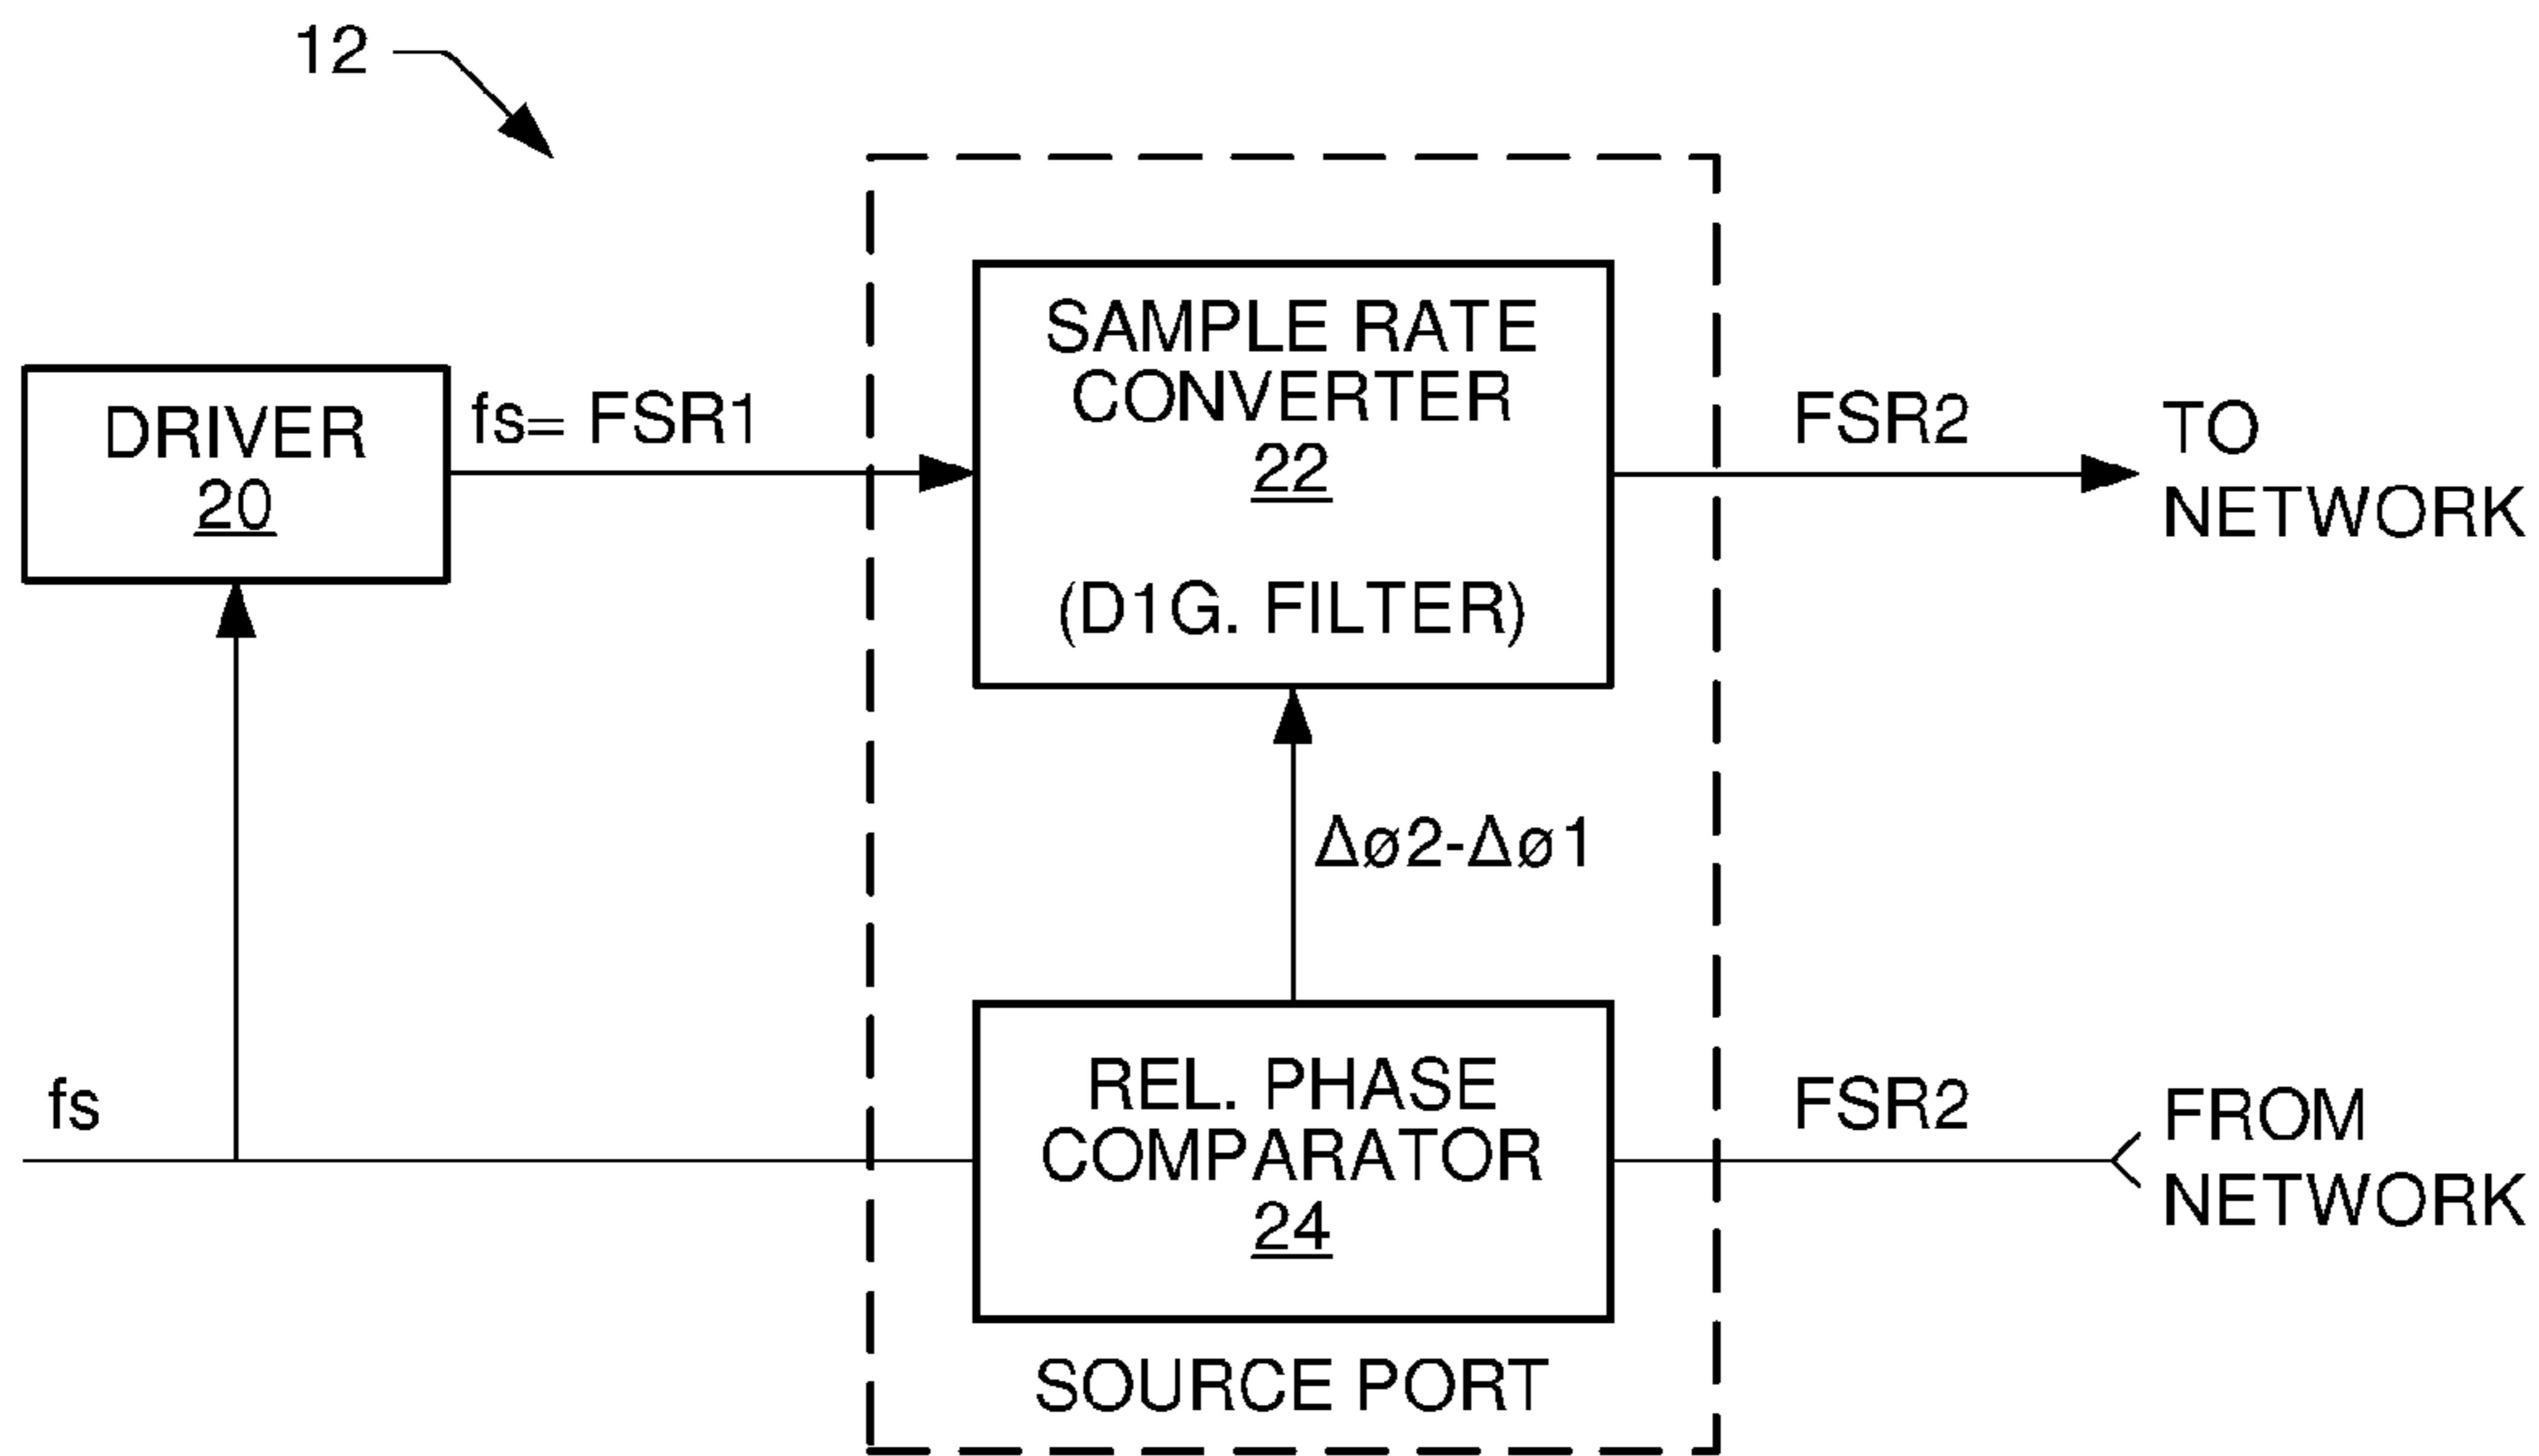 12
SAMPLE RATE
CONVERTER
22
(D1G. FILTER)
DRIVER
20
fs= FSR1
FSR2
TO
NETWORK
Δø2-Δø1
fs
REL. PHASE
COMPARATOR
24
FSR2
FROM
NETWORK
SOURCE PORT